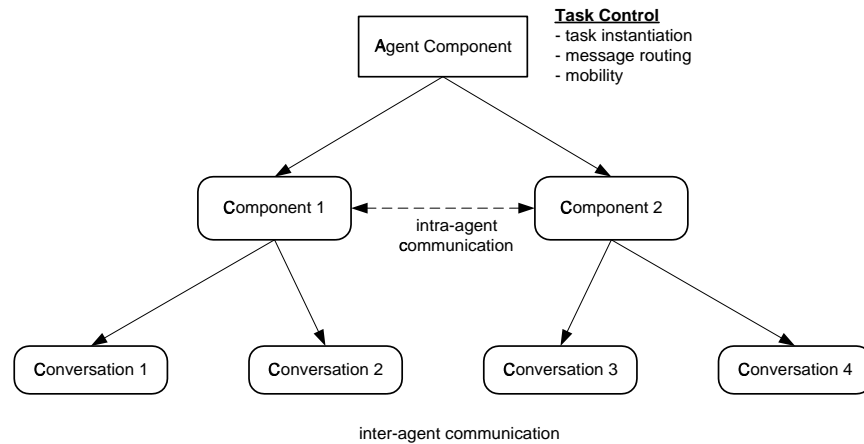 Task Control
Agent Component
- task instantiation
- message routing
- mobility
Component 1
Component 2
intra-agent
communication
Conversation 1
Conversation 2
Conversation 3
Conversation 4
inter-agent communication